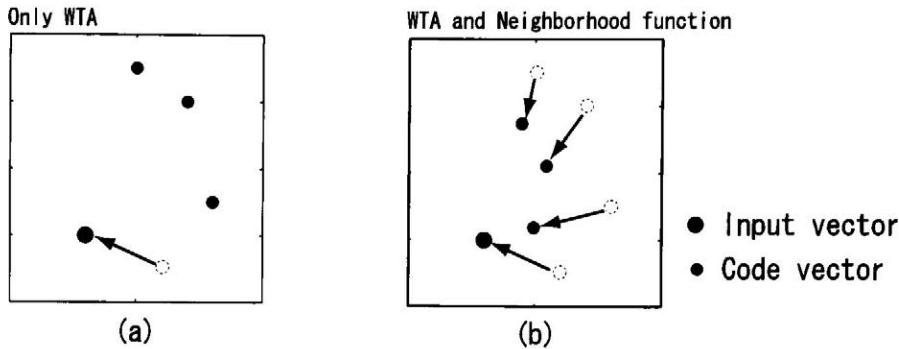 Only WTA
WTA and Neighborhood function
Input vector
Code vector
(a)
(b)